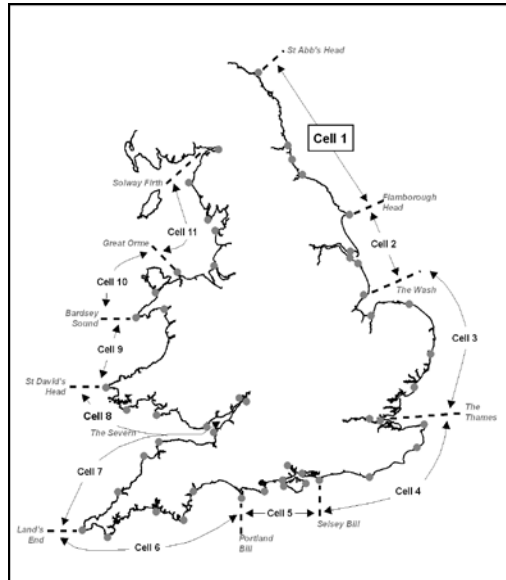 St Abb's Head
Cell 1
Solway Firth
Flamborough
Head
Cell 11
Great Orme
Cell 2
Cell 10
The Wash
Bardsey
Sound
Cell 3
Cell 9
St David's
Head
Cell 8
The
Thames
The Severn
Cell 7
Cell 4
Cell 5
Land's
End
Selsey Bill
Cell 6
Portland
Bill